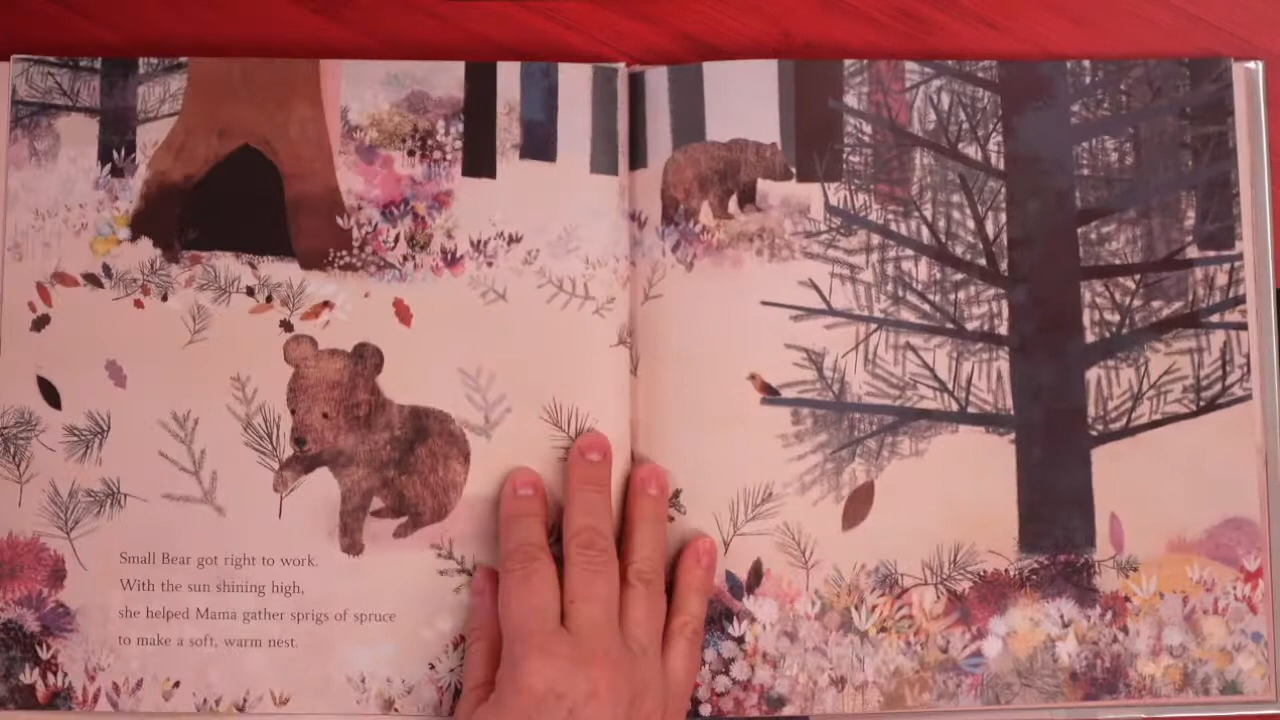 Small Bear got right to work.
With the sun shining high,
she helped Mama gather sprigs of spruce
to make a soft, warm nest.